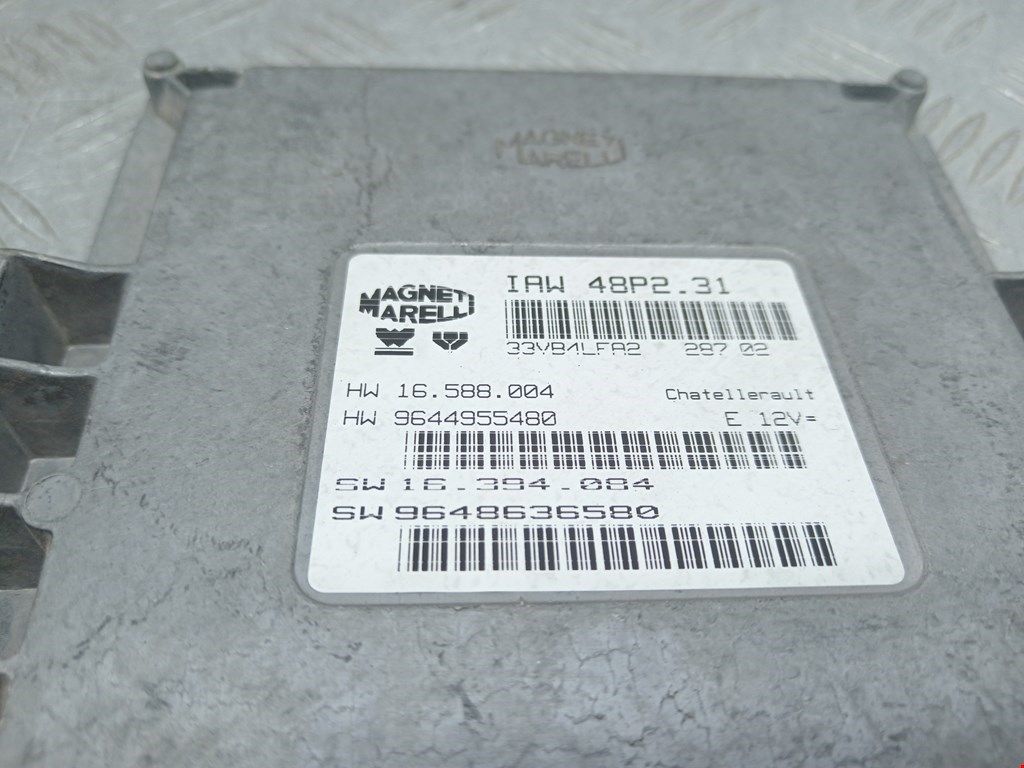 MAGNETI
MARELLI
MAGNETI
MARELLI
IAW 48P2.31
33VB4LFA2 287 02
HW 16.588.004 Chatellerault
HW 9644955480 E 12V=
SW 16.394.084
SW 9648636580